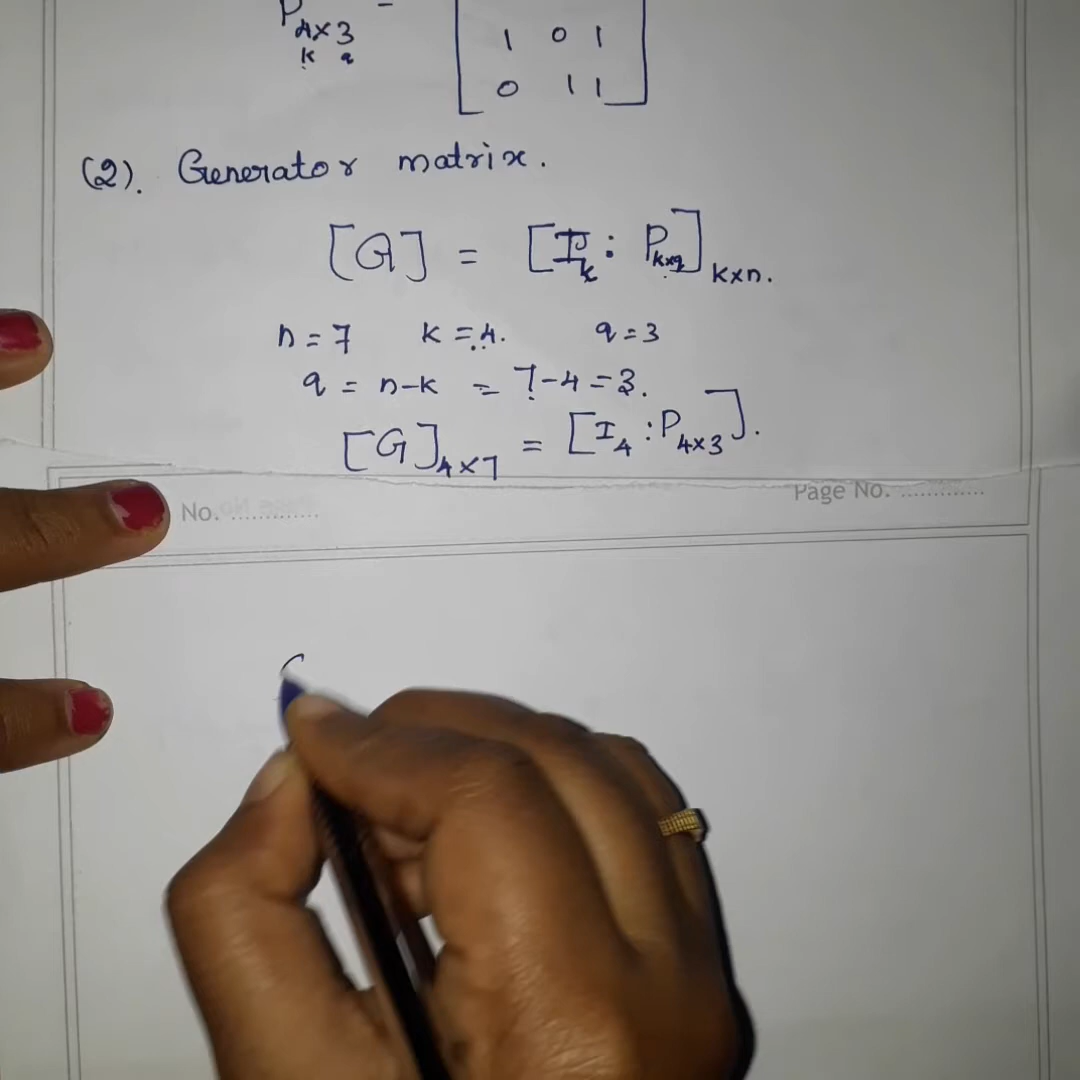 P4×3 =
k q
1 0 1
0 1 1
(2). Generator matrix.
[G] = [Ik : Pk×q]k×n.
n = 7 k = 4. q = 3
q = n-k = 7-4 = 3.
[G]4×7 = [I4 : P4×3].
No. .............
Page No. .............